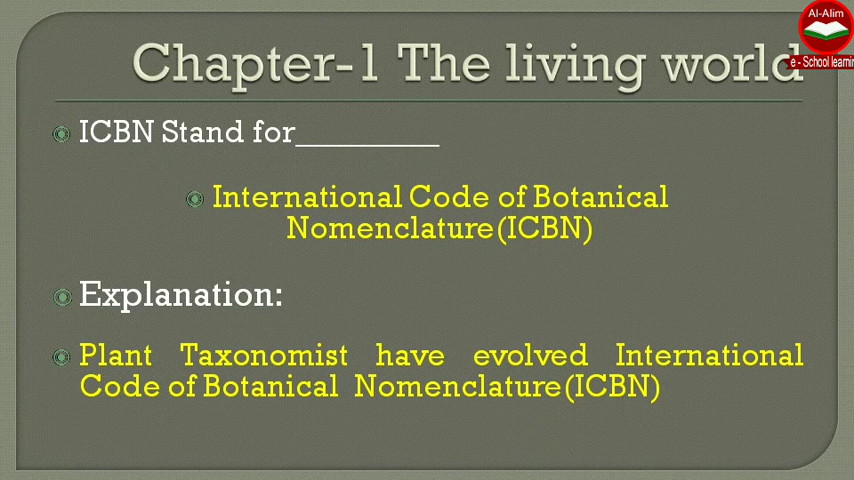 Al-Alim
e - School learnin
Chapter-1 The living world
ICBN Stand for_________
International Code of Botanical
Nomenclature(ICBN)
Explanation:
Plant Taxonomist have evolved International
Code of Botanical Nomenclature(ICBN)